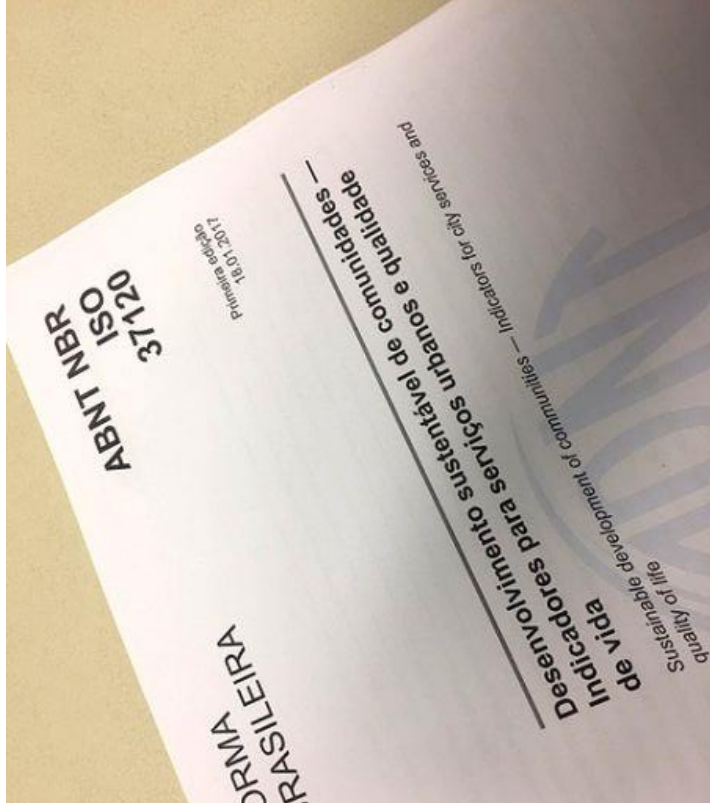 ORMA
RASILEIRA
ABNT NBR
ISO
37120
Primeira edição
18.01.2017
Desenvolvimento sustentável de comunidades —
Indicadores para serviços urbanos e qualidade
de vida
Sustainable development of communities — Indicators for city services and
quality of life